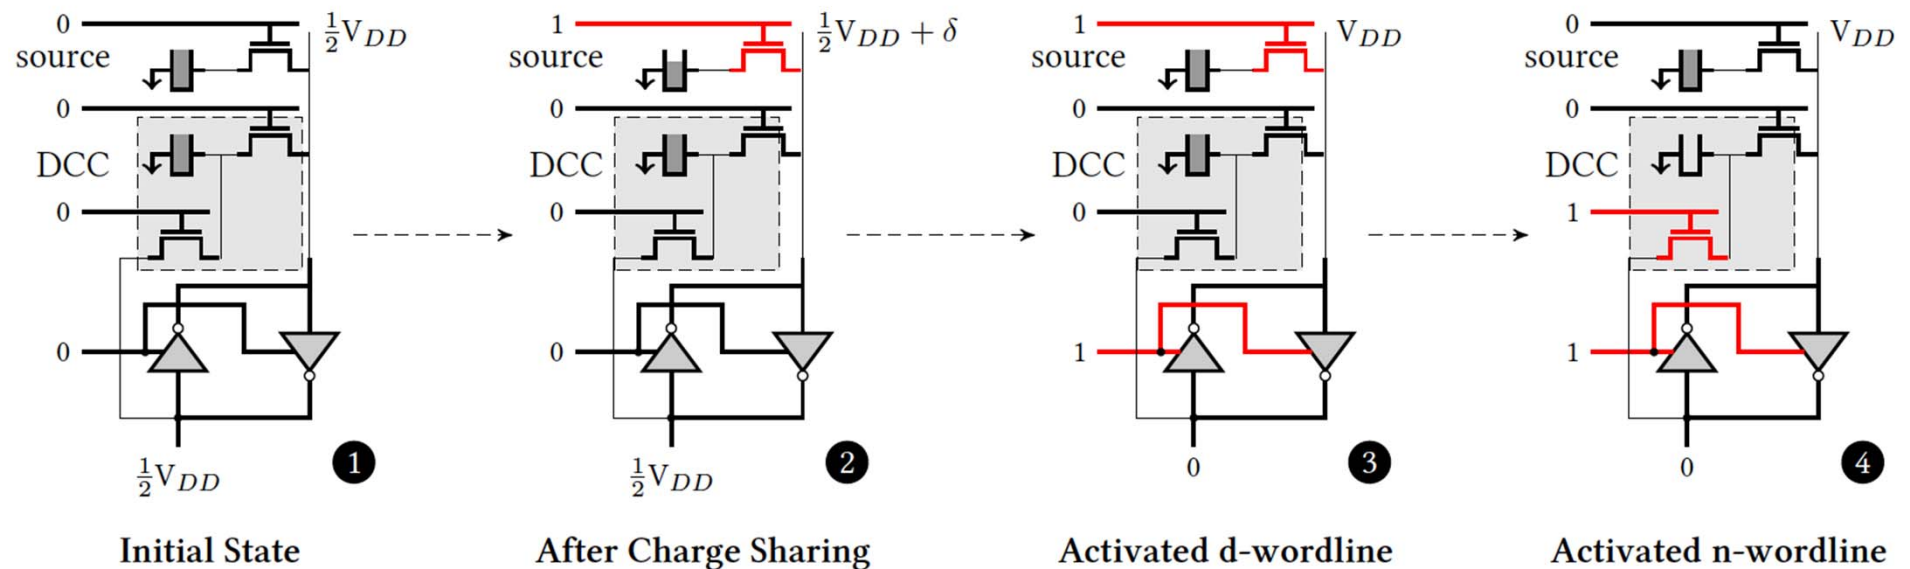 0
½V_DD
source
0
DCC
0
0
½V_DD
1
Initial State
1
½V_DD + δ
source
0
DCC
0
0
½V_DD
2
After Charge Sharing
1
V_DD
source
0
DCC
0
1
0
3
Activated d-wordline
0
V_DD
source
0
DCC
1
1
0
4
Activated n-wordline